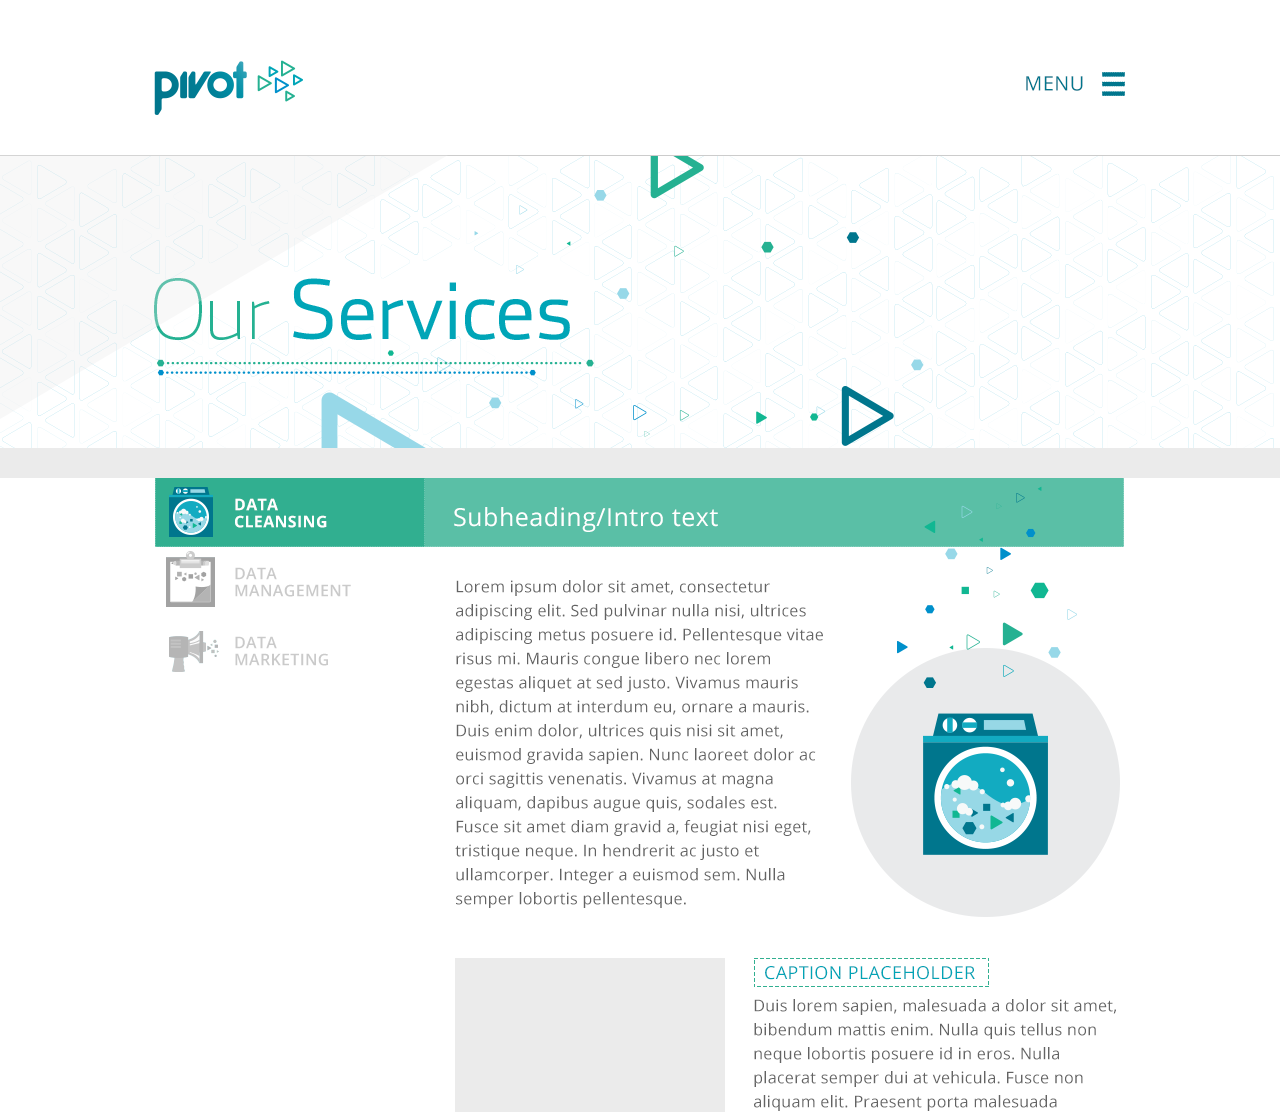 pivot
MENU
Our Services
DATA
CLEANSING
Subheading/Intro text
DATA
MANAGEMENT
DATA
MARKETING
Lorem ipsum dolor sit amet, consectetur
adipiscing elit. Sed pulvinar nulla nisi, ultrices
adipiscing metus posuere id. Pellentesque vitae
risus mi. Mauris congue libero nec lorem
egestas aliquet at sed justo. Vivamus mauris
nibh, dictum at interdum eu, ornare a mauris.
Duis enim dolor, ultrices quis nisi sit amet,
euismod gravida sapien. Nunc laoreet dolor ac
orci sagittis venenatis. Vivamus at magna
aliquam, dapibus augue quis, sodales est.
Fusce sit amet diam gravid a, feugiat nisi eget,
tristique neque. In hendrerit ac justo et
ullamcorper. Integer a euismod sem. Nulla
semper lobortis pellentesque.
CAPTION PLACEHOLDER
Duis lorem sapien, malesuada a dolor sit amet,
bibendum mattis enim. Nulla quis tellus non
neque lobortis posuere id in eros. Nulla
placerat semper dui at vehicula. Fusce non
aliquam elit. Praesent porta malesuada